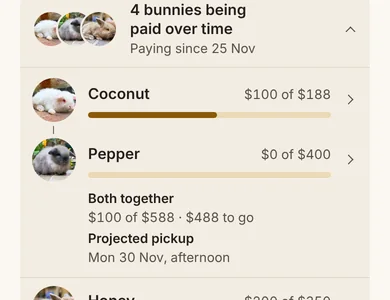 4 bunnies being
paid over time
Paying since 25 Nov
Coconut $100 of $188
Pepper $0 of $400
Both together
$100 of $588 · $488 to go
Projected pickup
Mon 30 Nov, afternoon